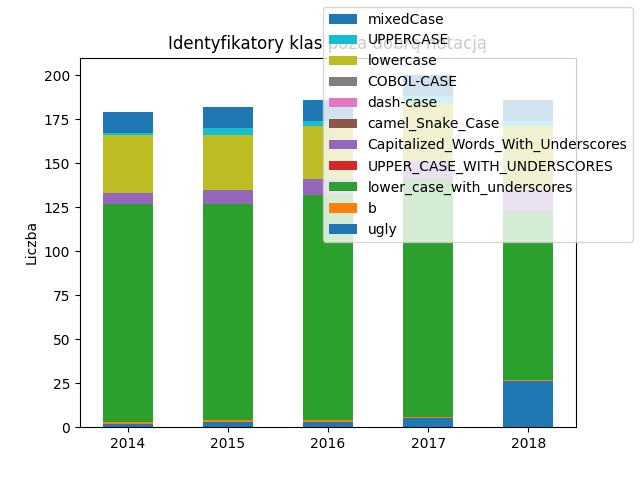 Identyfikatory klas poza dobrą notacją
mixedCase
UPPERCASE
lowercase
COBOL-CASE
dash-case
camel_Snake_Case
Capitalized_Words_With_Underscores
UPPER_CASE_WITH_UNDERSCORES
lower_case_with_underscores
b
ugly
Liczba
200
175
150
125
100
75
50
25
0
2014 2015 2016 2017 2018